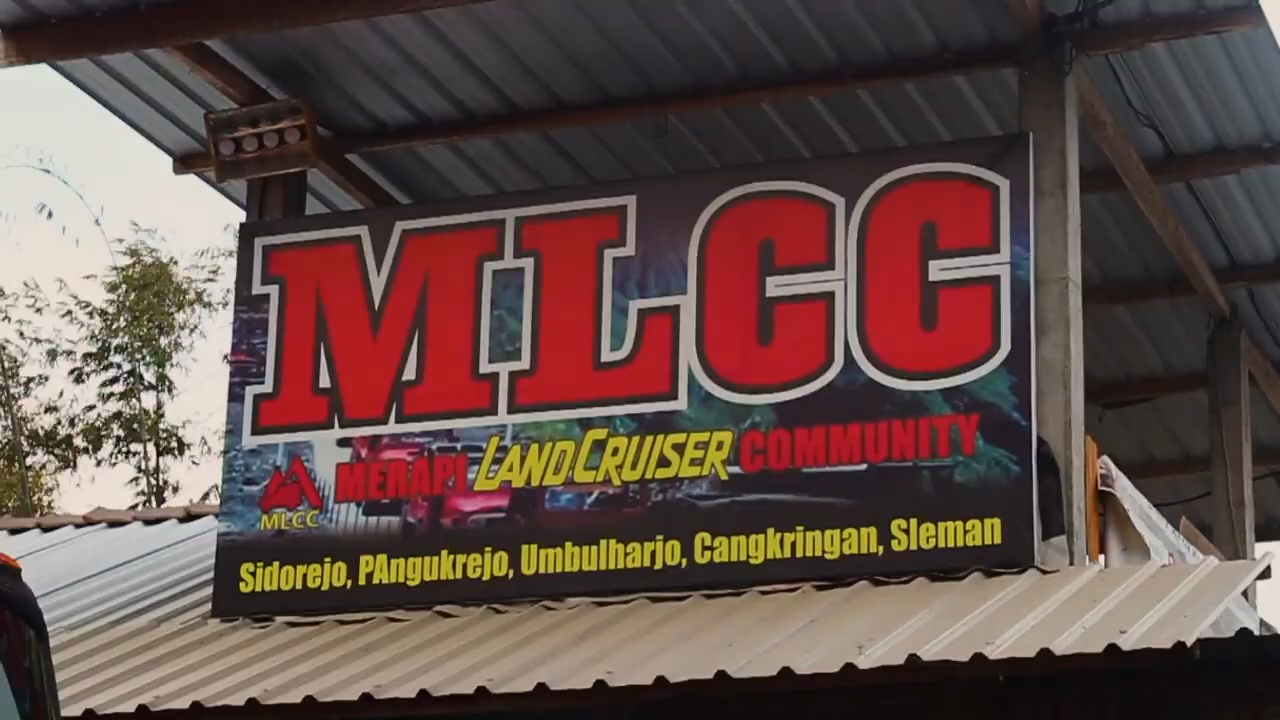 MLCC
MERAPI LANDCRUISER COMMUNITY
MLCC
Sidorejo, PAngukrejo, Umbulharjo, Cangkringan, Sleman